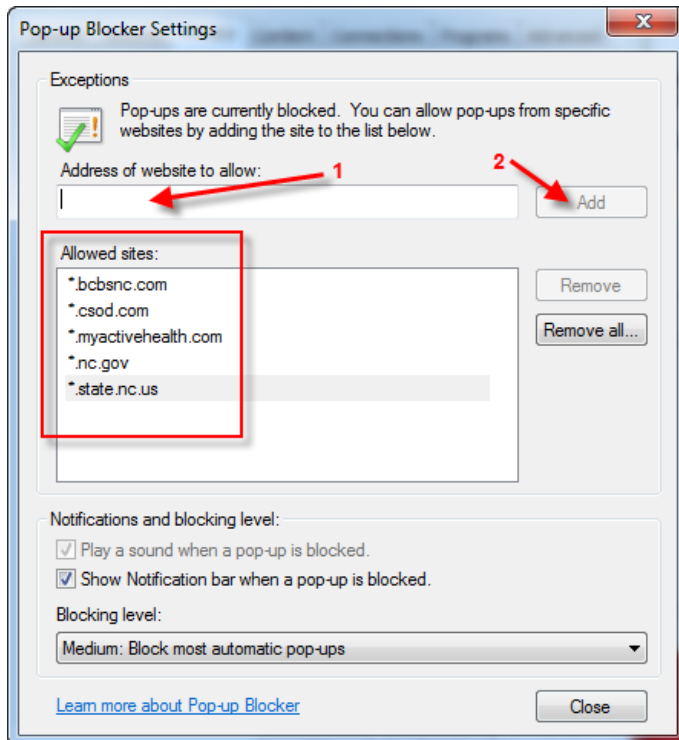 Pop-up Blocker Settings
Exceptions
Pop-ups are currently blocked. You can allow pop-ups from specific
websites by adding the site to the list below.
Address of website to allow:
1
2
Add
Allowed sites:
*.bcbsnc.com
*.csod.com
*.myactivehealth.com
*.nc.gov
*.state.nc.us
Remove
Remove all...
Notifications and blocking level:
Play a sound when a pop-up is blocked.
Show Notification bar when a pop-up is blocked.
Blocking level:
Medium: Block most automatic pop-ups
Learn more about Pop-up Blocker
Close